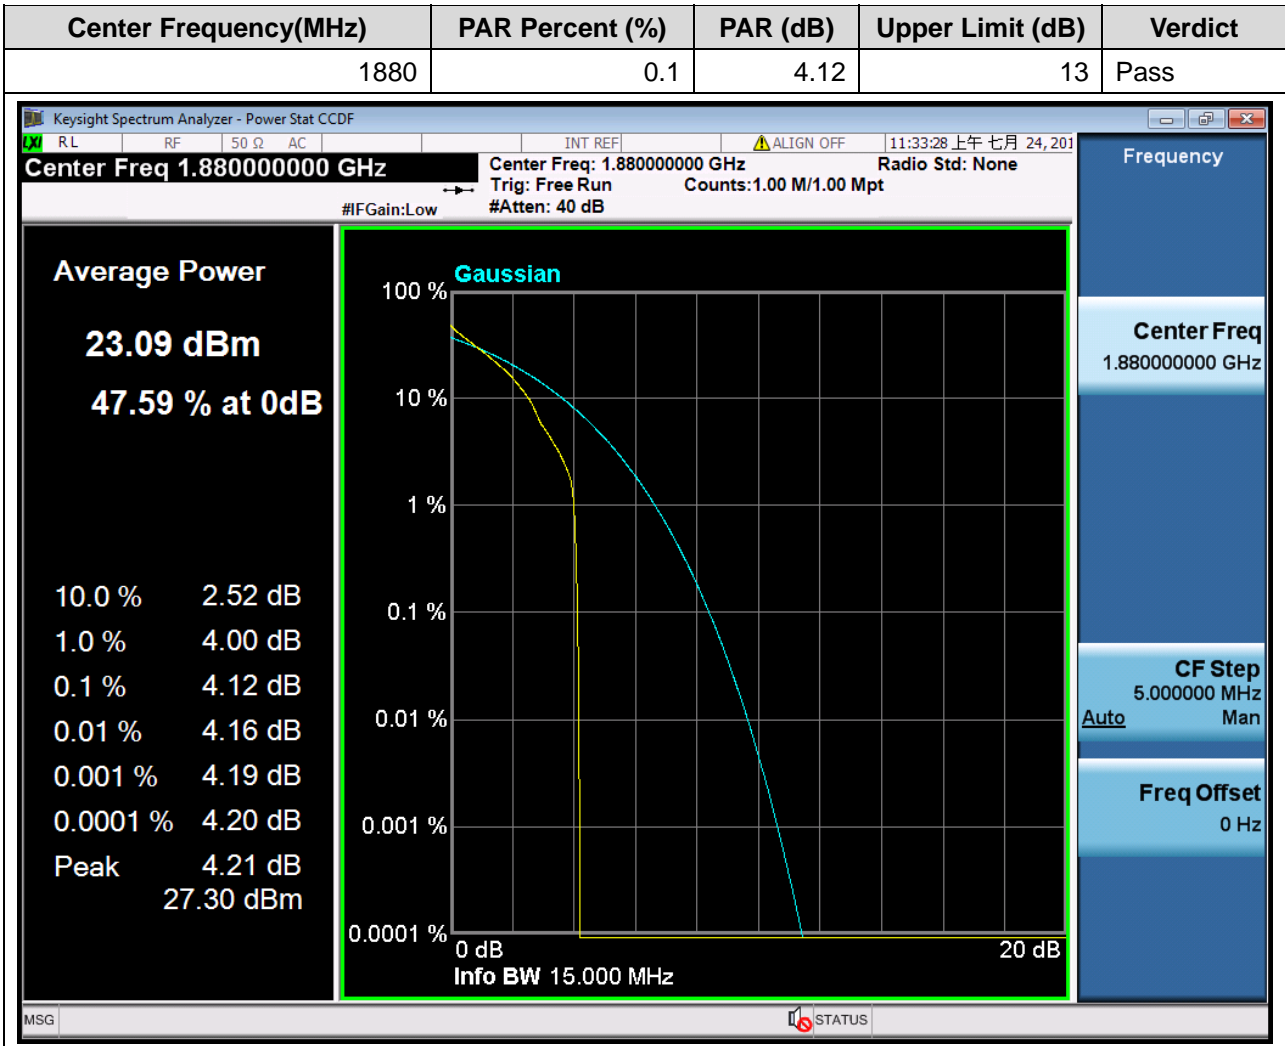 Center Frequency(MHz) PAR Percent (%) PAR (dB) Upper Limit (dB) Verdict
1880 0.1 4.12 13 Pass
Keysight Spectrum Analyzer - Power Stat CCDF
LXI RL RF 50 Ω AC INT REF ALIGN OFF 11:33:28 上午 七月 24, 201
Center Freq 1.880000000 GHz
Center Freq: 1.880000000 GHz Radio Std: None
Trig: Free Run Counts:1.00 M/1.00 Mpt
#IFGain:Low #Atten: 40 dB
Average Power
23.09 dBm
47.59 % at 0dB
10.0 % 2.52 dB
1.0 % 4.00 dB
0.1 % 4.12 dB
0.01 % 4.16 dB
0.001 % 4.19 dB
0.0001 % 4.20 dB
Peak 4.21 dB
27.30 dBm
Gaussian
100 %
10 %
1 %
0.1 %
0.01 %
0.001 %
0.0001 %
0 dB 20 dB
Info BW 15.000 MHz
Frequency
Center Freq
1.880000000 GHz
CF Step
5.000000 MHz
Auto Man
Freq Offset
0 Hz
MSG STATUS